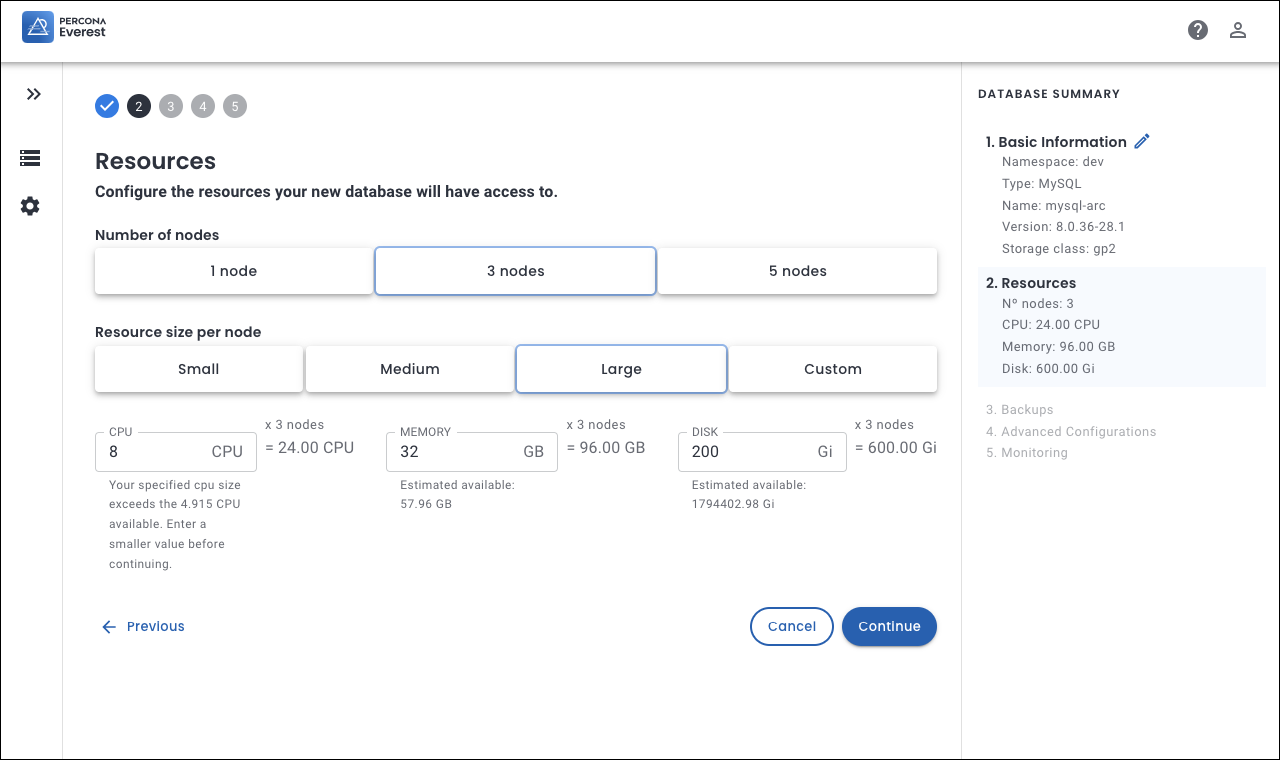 PERCONA
Everest
2 3 4 5
Resources
Configure the resources your new database will have access to.
Number of nodes
1 node 3 nodes 5 nodes
Resource size per node
Small Medium Large Custom
CPU
8 CPU
x 3 nodes
= 24.00 CPU
Your specified cpu size
exceeds the 4.915 CPU
available. Enter a
smaller value before
continuing.
MEMORY
32 GB
x 3 nodes
= 96.00 GB
Estimated available:
57.96 GB
DISK
200 Gi
x 3 nodes
= 600.00 Gi
Estimated available:
1794402.98 Gi
Previous
Cancel
Continue
DATABASE SUMMARY
1. Basic Information
Namespace: dev
Type: MySQL
Name: mysql-arc
Version: 8.0.36-28.1
Storage class: gp2
2. Resources
Nº nodes: 3
CPU: 24.00 CPU
Memory: 96.00 GB
Disk: 600.00 Gi
3. Backups
4. Advanced Configurations
5. Monitoring